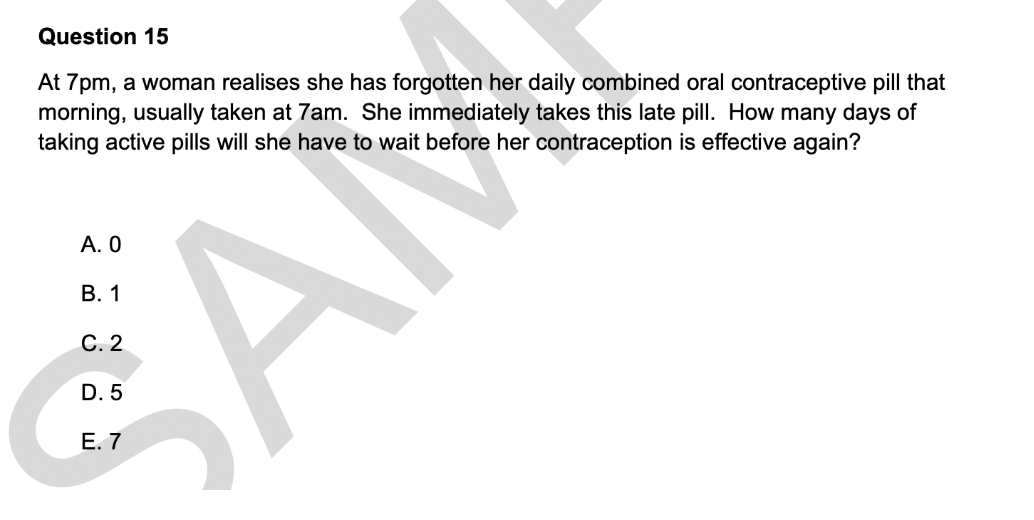 Question 15
At 7pm, a woman realises she has forgotten her daily combined oral contraceptive pill that
morning, usually taken at 7am. She immediately takes this late pill. How many days of
taking active pills will she have to wait before her contraception is effective again?
A. 0
B. 1
C. 2
D. 5
E. 7